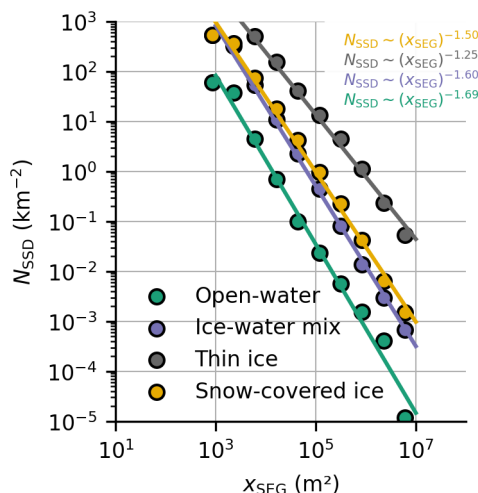 N_SSD ~ (x_SEG)^−1.50
N_SSD ~ (x_SEG)^−1.25
N_SSD ~ (x_SEG)^−1.60
N_SSD ~ (x_SEG)^−1.69
N_SSD (km⁻²)
10³
10²
10¹
10⁰
10⁻¹
10⁻²
10⁻³
10⁻⁴
10⁻⁵
Open-water
Ice-water mix
Thin ice
Snow-covered ice
10¹ 10³ 10⁵ 10⁷
x_SEG (m²)